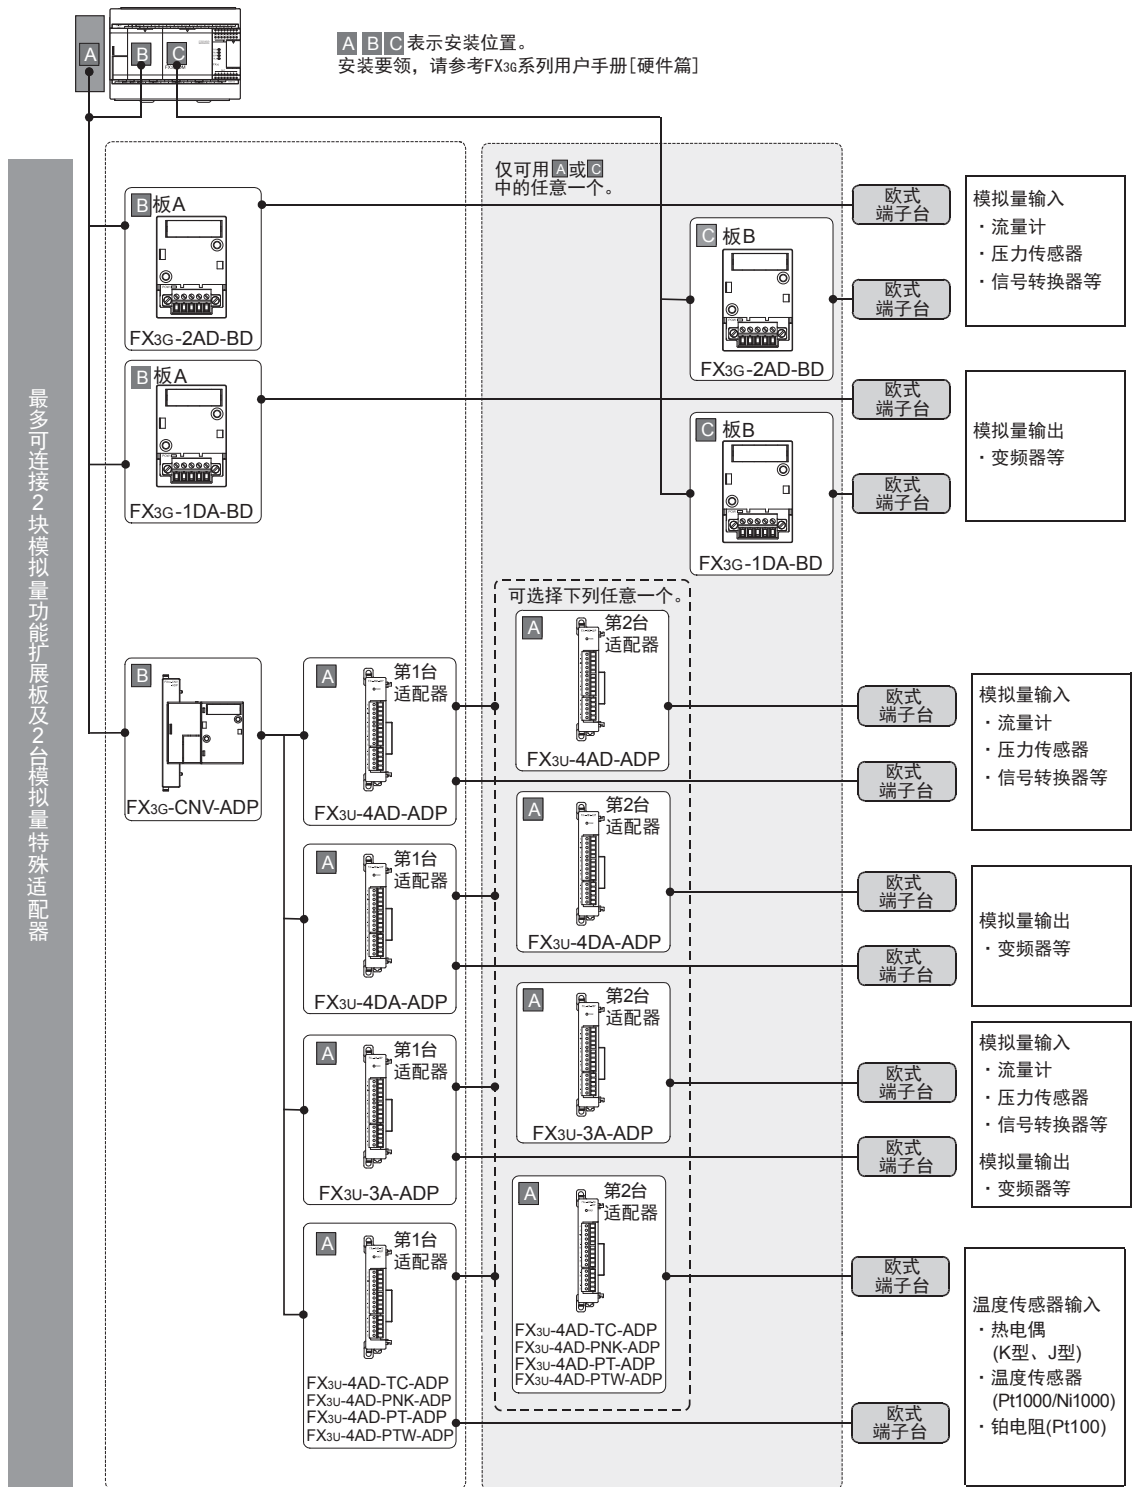 A B C表示安装位置。
安装要领，请参考FX3G系列用户手册[硬件篇]
A
B
C
最多可连接2块模拟量功能扩展板及2台模拟量特殊适配器
B 板A
FX3G-2AD-BD
B 板A
FX3G-1DA-BD
仅可用A或C
中的任意一个。
C 板B
FX3G-2AD-BD
C 板B
FX3G-1DA-BD
欧式
端子台
欧式
端子台
模拟量输入
・流量计
・压力传感器
・信号转换器等
欧式
端子台
欧式
端子台
模拟量输出
・变频器等
B
FX3G-CNV-ADP
A 第1台
适配器
FX3U-4AD-ADP
A 第1台
适配器
FX3U-4DA-ADP
A 第1台
适配器
FX3U-3A-ADP
A 第1台
适配器
FX3U-4AD-TC-ADP
FX3U-4AD-PNK-ADP
FX3U-4AD-PT-ADP
FX3U-4AD-PTW-ADP
可选择下列任意一个。
A 第2台
适配器
FX3U-4AD-ADP
A 第2台
适配器
FX3U-4DA-ADP
A 第2台
适配器
FX3U-3A-ADP
A 第2台
适配器
FX3U-4AD-TC-ADP
FX3U-4AD-PNK-ADP
FX3U-4AD-PT-ADP
FX3U-4AD-PTW-ADP
欧式
端子台
欧式
端子台
模拟量输入
・流量计
・压力传感器
・信号转换器等
欧式
端子台
欧式
端子台
模拟量输出
・变频器等
欧式
端子台
欧式
端子台
模拟量输入
・流量计
・压力传感器
・信号转换器等
模拟量输出
・变频器等
欧式
端子台
欧式
端子台
温度传感器输入
・热电偶
(K型、J型)
・温度传感器
(Pt1000/Ni1000)
・铂电阻(Pt100)